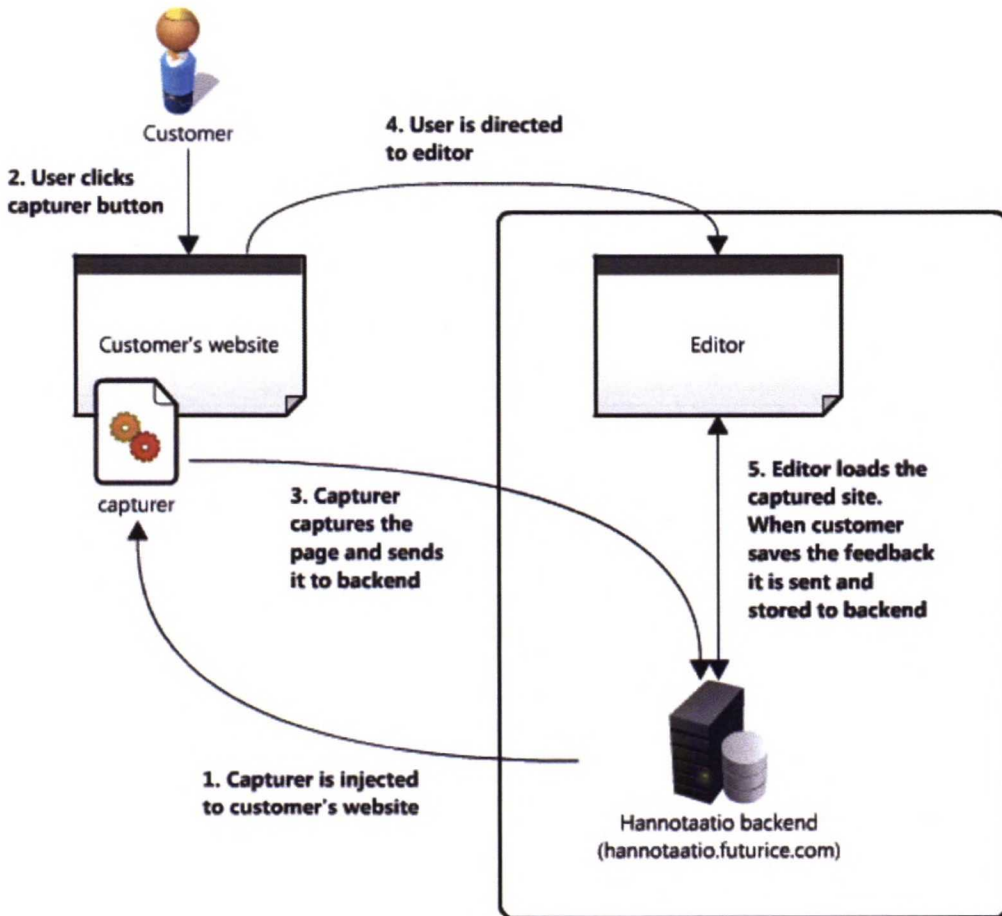 Customer
4. User is directed
to editor
2. User clicks
capturer button
Customer's website
Editor
capturer
3. Capturer
captures the
page and sends
it to backend
5. Editor loads the
captured site.
When customer
saves the feedback
it is sent and
stored to backend
1. Capturer is injected
to customer's website
Hannotaatio backend
(hannotaatio.futurice.com)